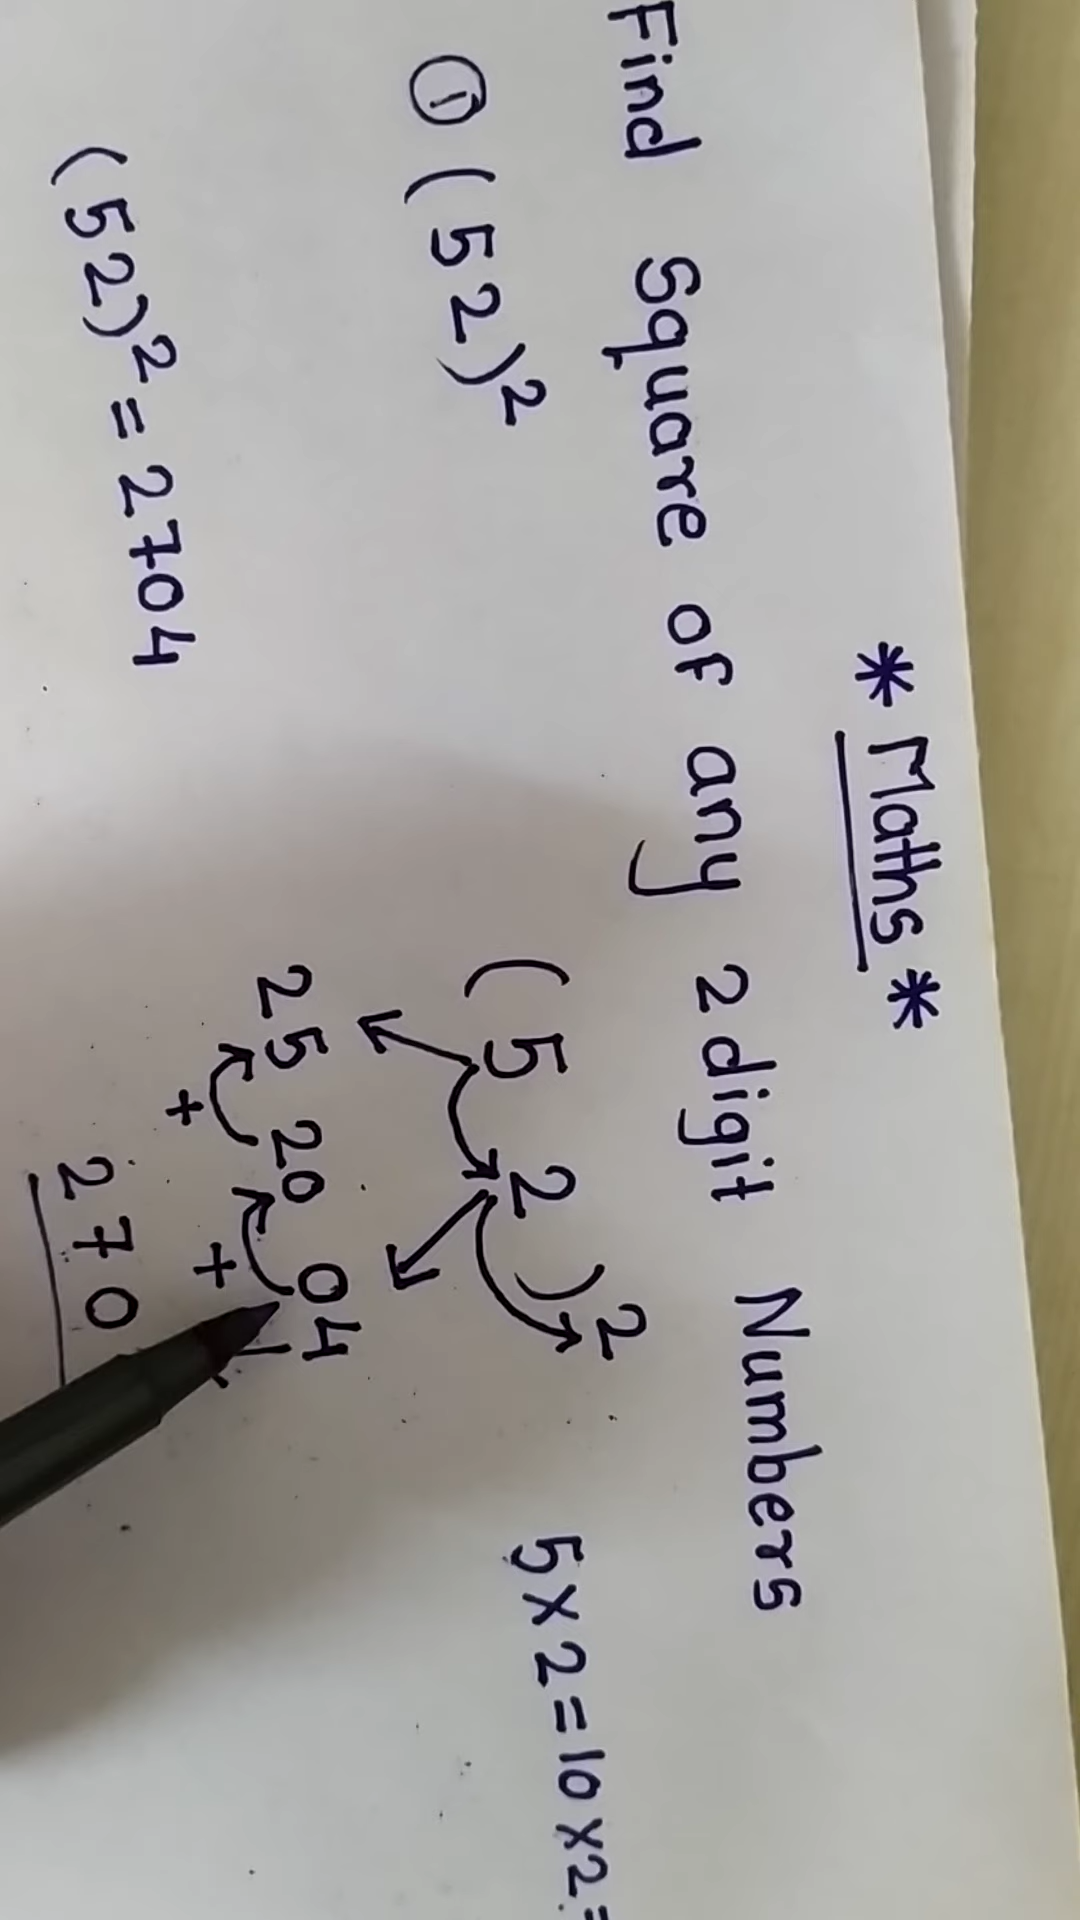 * Maths *
Find Square of any 2 digit Numbers
① (52)²
(5 2)²
5×2=10×2=
25 20 04
+ +
270
(52)² = 2704